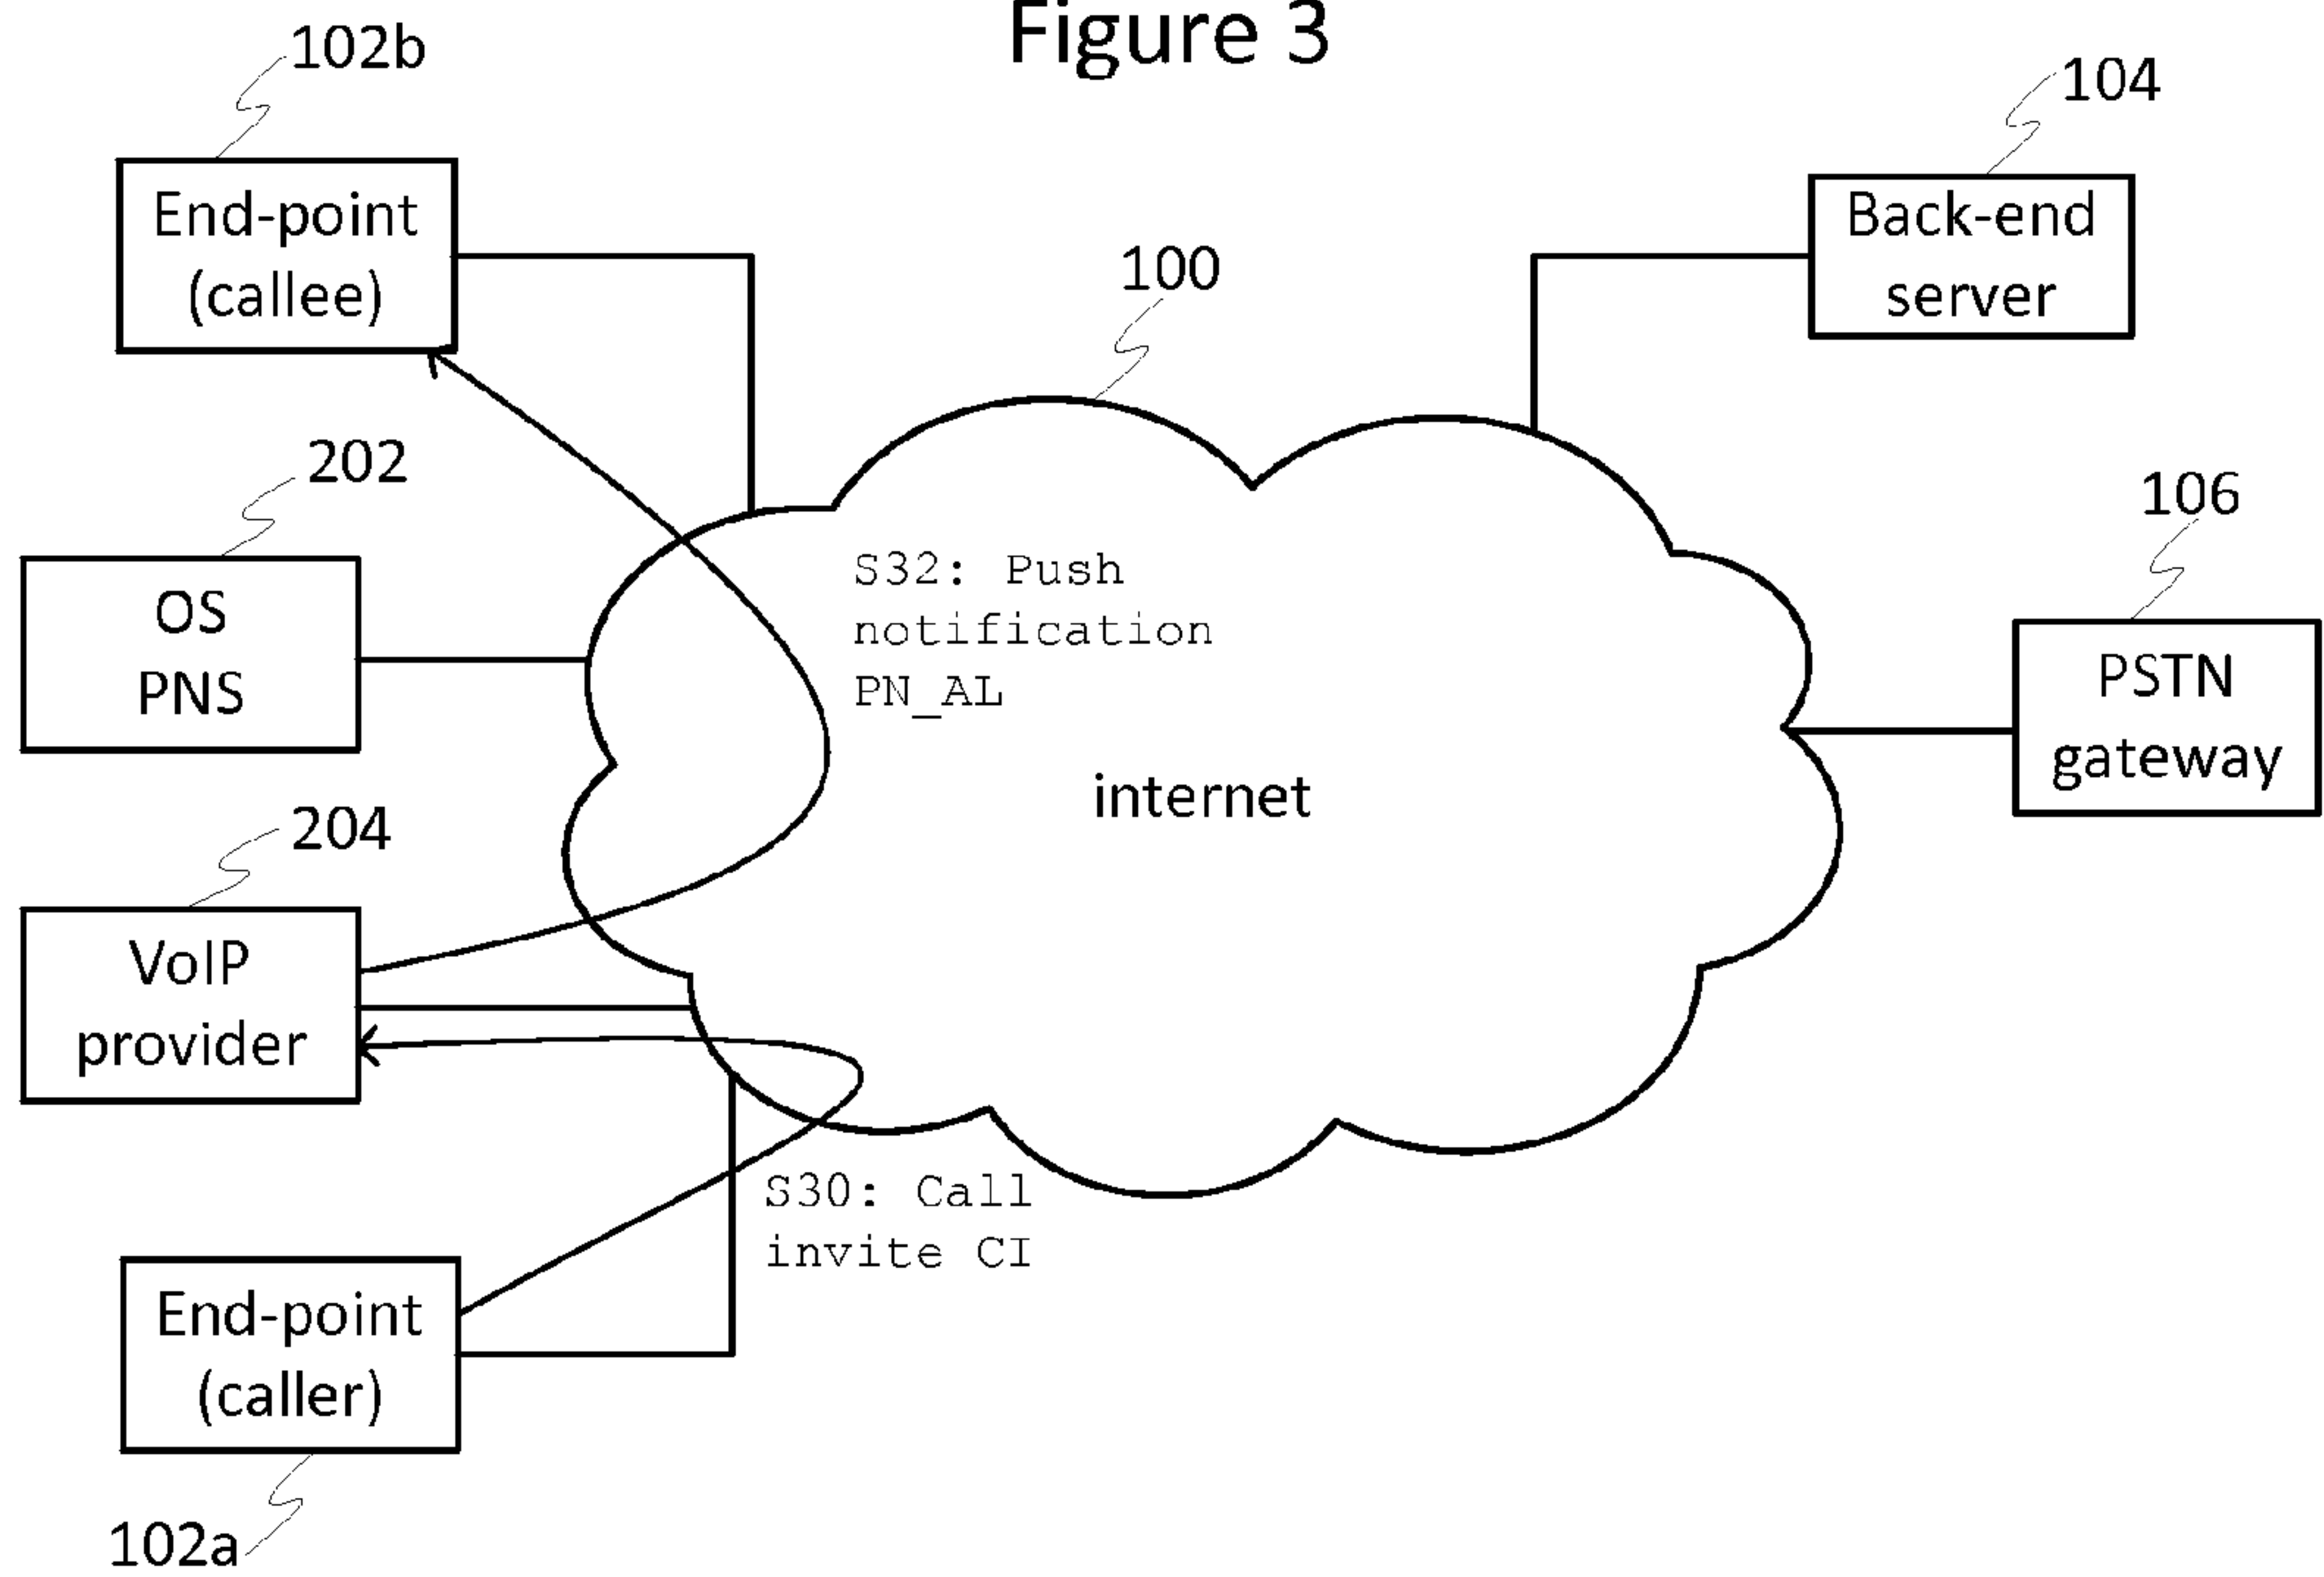 Figure 3
102b
End-point
(callee)
104
Back-end
server
100
202
OS
PNS
S32: Push
notification
PN_AL
106
PSTN
gateway
internet
204
VoIP
provider
S30: Call
invite CI
End-point
(caller)
102a